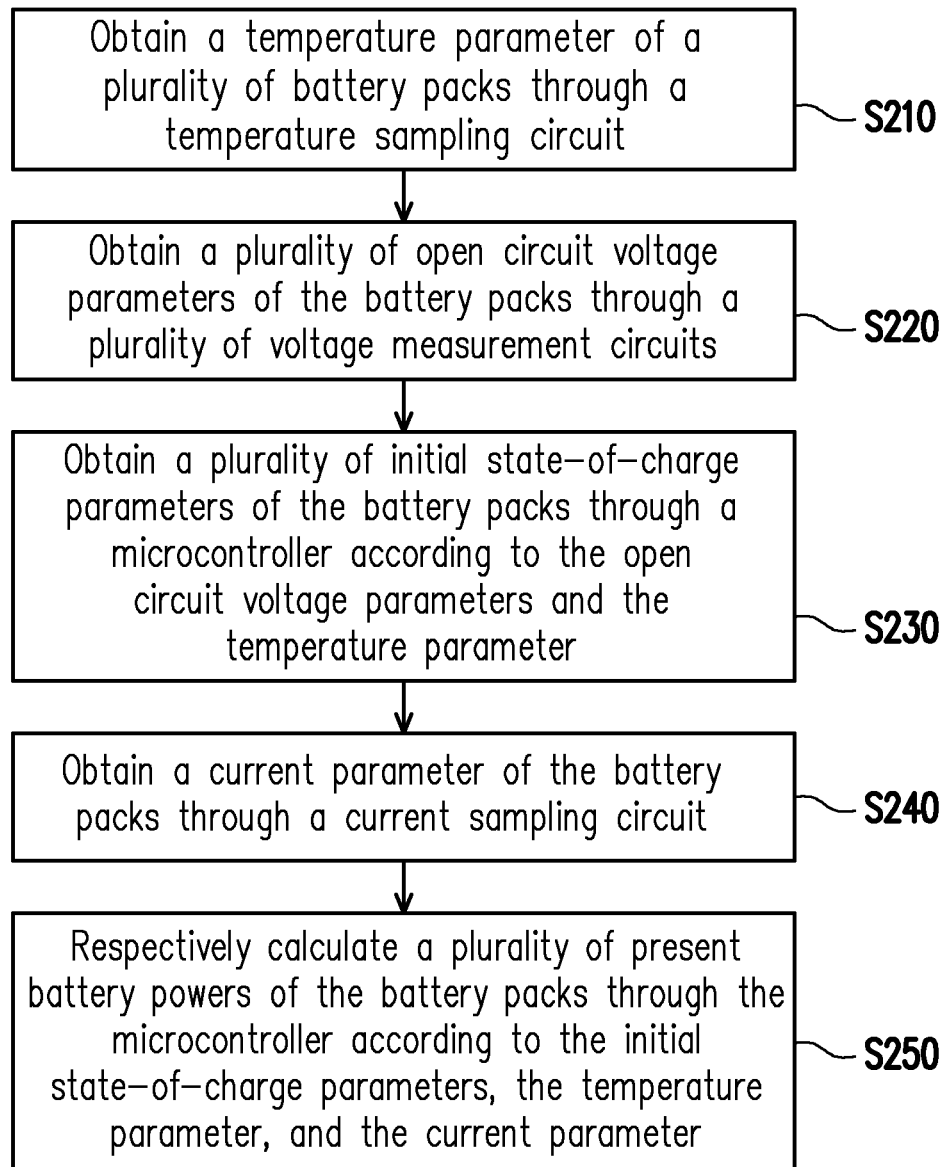 Obtain a temperature parameter of a
plurality of battery packs through a
temperature sampling circuit
S210
Obtain a plurality of open circuit voltage
parameters of the battery packs through a
plurality of voltage measurement circuits
S220
Obtain a plurality of initial state-of-charge
parameters of the battery packs through a
microcontroller according to the open
circuit voltage parameters and the
temperature parameter
S230
Obtain a current parameter of the battery
packs through a current sampling circuit
S240
Respectively calculate a plurality of present
battery powers of the battery packs through the
microcontroller according to the initial
state-of-charge parameters, the temperature
parameter, and the current parameter
S250